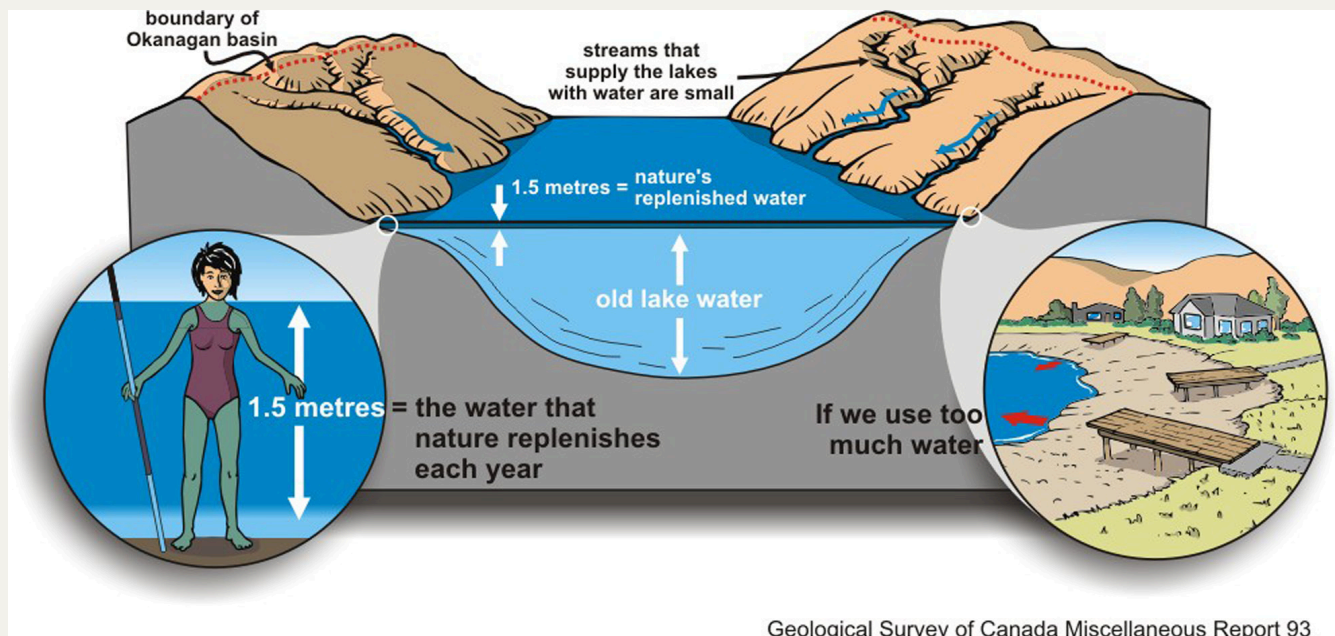 boundary of
Okanagan basin
streams that
supply the lakes
with water are small
1.5 metres = nature's
replenished water
old lake water
1.5 metres = the water that
nature replenishes
each year
If we use too
much water
Geological Survey of Canada Miscellaneous Report 93